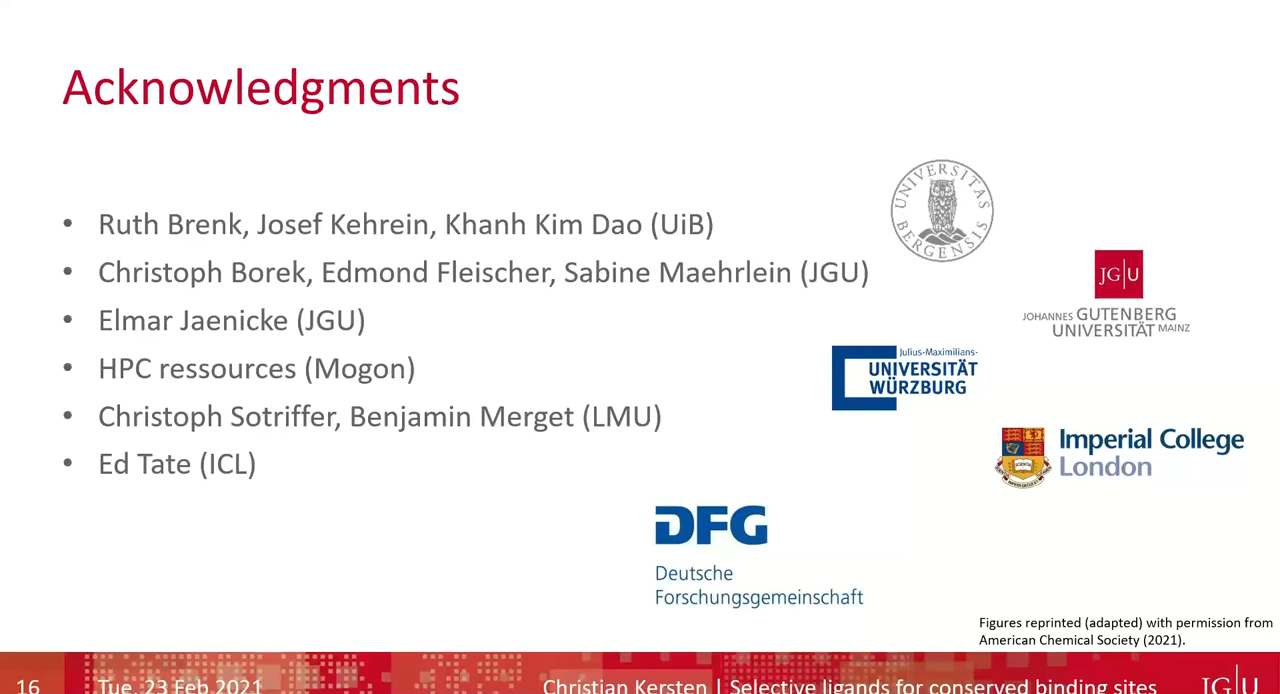 Acknowledgments
• Ruth Brenk, Josef Kehrein, Khanh Kim Dao (UiB)
• Christoph Borek, Edmond Fleischer, Sabine Maehrlein (JGU)
• Elmar Jaenicke (JGU)
• HPC ressources (Mogon)
• Christoph Sotriffer, Benjamin Merget (LMU)
• Ed Tate (ICL)
UNIVERSITAS
BERGENSIS
JG|U
JOHANNES GUTENBERG
UNIVERSITÄT MAINZ
Julius-Maximilians-
UNIVERSITÄT
WÜRZBURG
Imperial College
London
DFG
Deutsche
Forschungsgemeinschaft
Figures reprinted (adapted) with permission from
American Chemical Society (2021).
16 Tue, 23 Feb 2021 Christian Kersten | Selective ligands for conserved binding sites JG|U